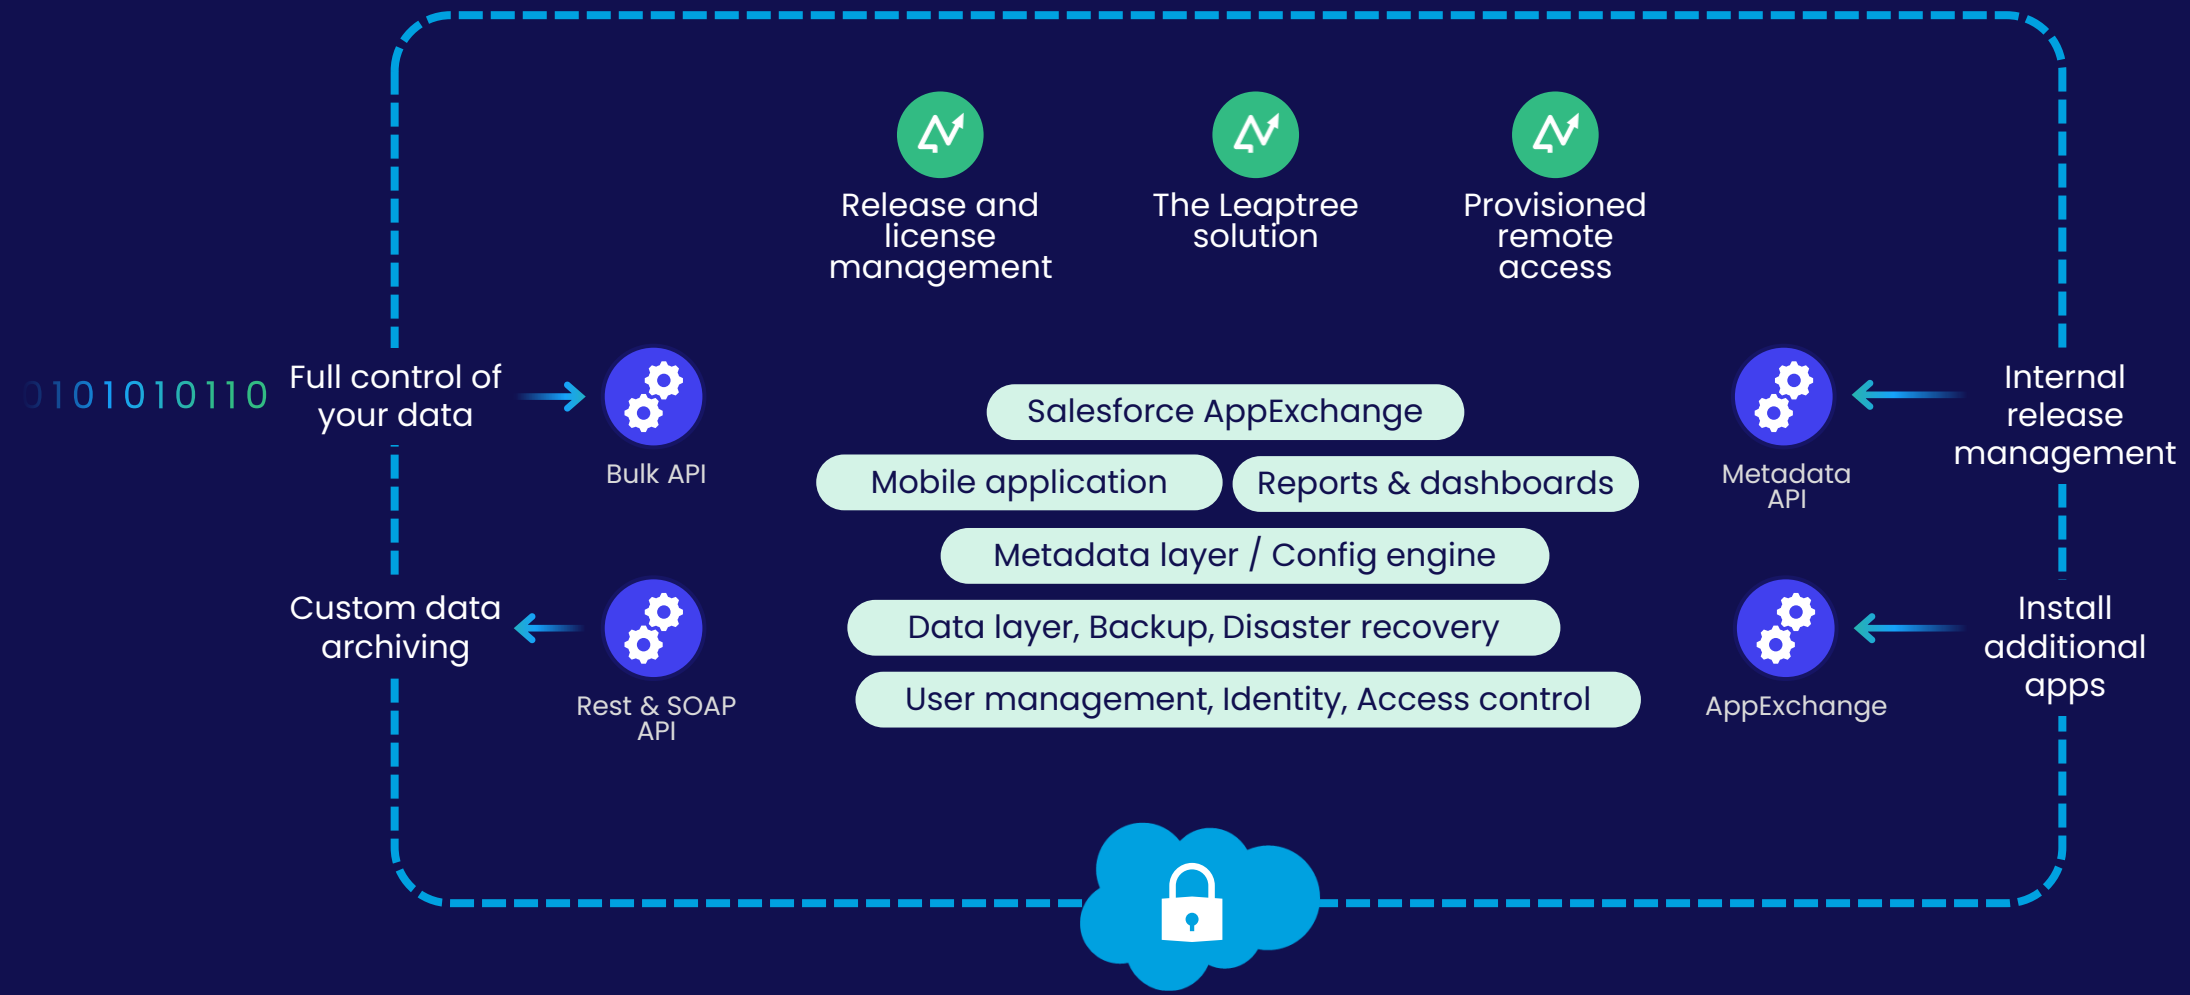 Release and
license
management
The Leaptree
solution
Provisioned
remote
access
0101010110
Full control of
your data
Bulk API
Custom data
archiving
Rest & SOAP
API
Salesforce AppExchange
Mobile application
Reports & dashboards
Metadata layer / Config engine
Data layer, Backup, Disaster recovery
User management, Identity, Access control
Metadata
API
Internal
release
management
AppExchange
Install
additional
apps